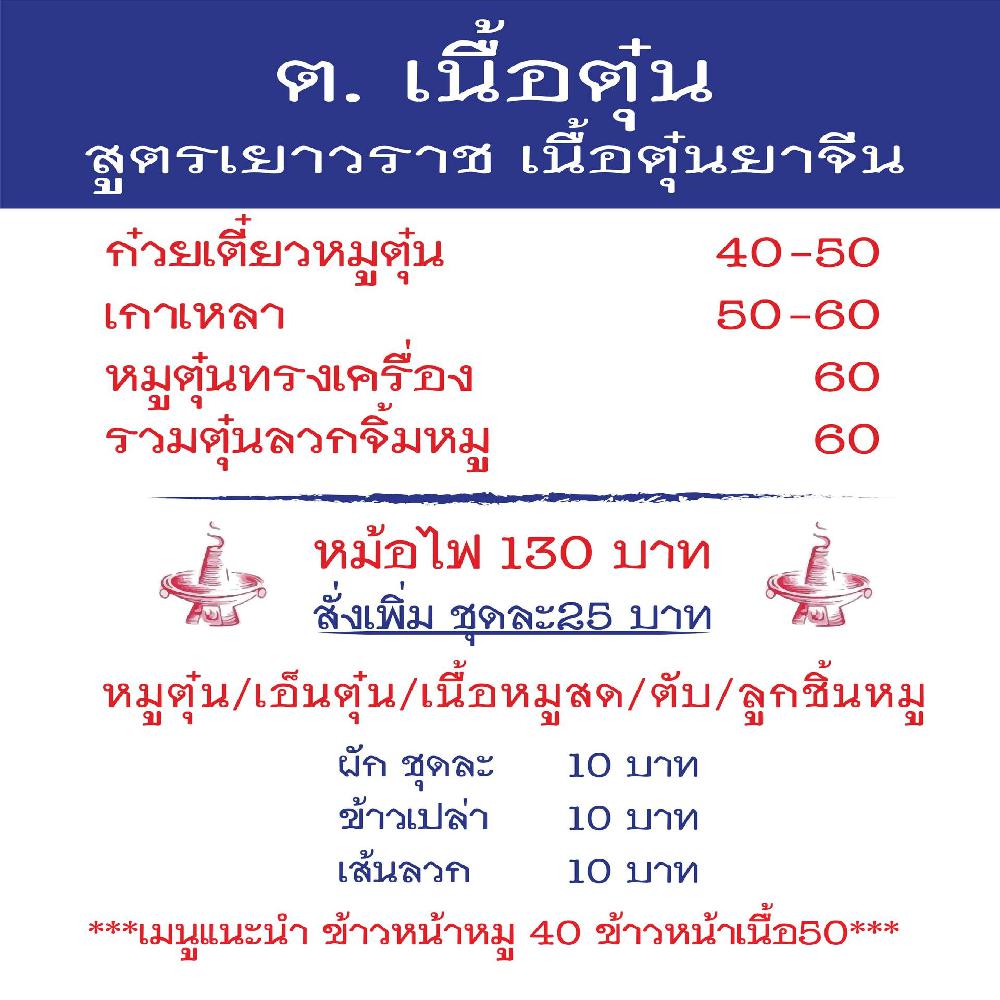 ต. เนื้อตุ๋น
สูตรเยาวราช เนื้อตุ๋นยาจีน
ก๋วยเตี๋ยวหมูตุ๋น 40-50
เกาเหลา 50-60
หมูตุ๋นทรงเครื่อง 60
รวมตุ๋นลวกจิ้มหมู 60
หม้อไฟ 130 บาท
สั่งเพิ่ม ชุดละ25 บาท
หมูตุ๋น/เอ็นตุ๋น/เนื้อหมูสด/ตับ/ลูกชิ้นหมู
ผัก ชุดละ 10 บาท
ข้าวเปล่า 10 บาท
เส้นลวก 10 บาท
***เมนูแนะนำ ข้าวหน้าหมู 40 ข้าวหน้าเนื้อ50***